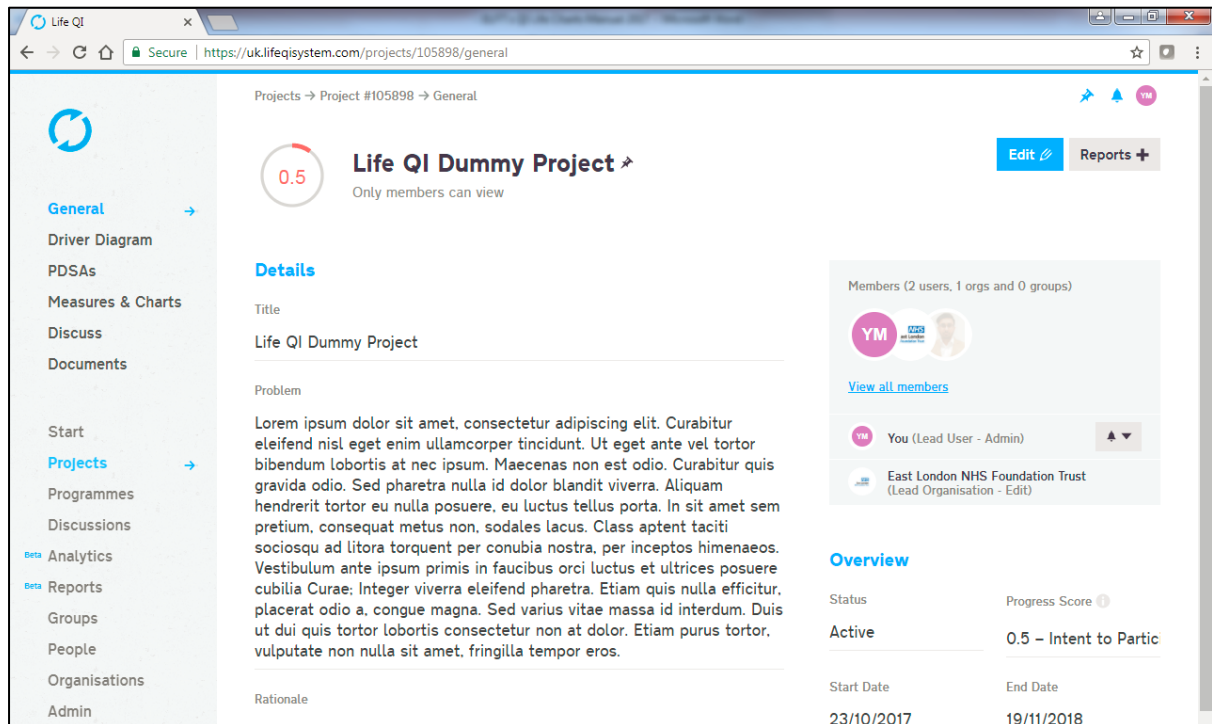 Life QI
Secure
https://uk.lifeqisystem.com/projects/105898/general
Projects → Project #105898 → General
YM
0.5
Life QI Dummy Project
Only members can view
Edit
Reports
General
Driver Diagram
PDSAs
Measures & Charts
Discuss
Documents
Start
Projects
Programmes
Discussions
Beta Analytics
Beta Reports
Groups
People
Organisations
Admin
Details
Title
Life QI Dummy Project
Problem
Lorem ipsum dolor sit amet, consectetur adipiscing elit. Curabitur
eleifend nisl eget enim ullamcorper tincidunt. Ut eget ante vel tortor
bibendum lobortis at nec ipsum. Maecenas non est odio. Curabitur quis
gravida odio. Sed pharetra nulla id dolor blandit viverra. Aliquam
hendrerit tortor eu nulla posuere, eu luctus tellus porta. In sit amet sem
pretium, consequat metus non, sodales lacus. Class aptent taciti
sociosqu ad litora torquent per conubia nostra, per inceptos himenaeos.
Vestibulum ante ipsum primis in faucibus orci luctus et ultrices posuere
cubilia Curae; Integer viverra eleifend pharetra. Etiam quis nulla efficitur,
placerat odio a, congue magna. Sed varius vitae massa id interdum. Duis
ut dui quis tortor lobortis consectetur non at dolor. Etiam purus tortor,
vulputate non nulla sit amet, fringilla tempor eros.
Rationale
Members (2 users, 1 orgs and 0 groups)
YM
NHS
View all members
YM
You (Lead User - Admin)
East London NHS Foundation Trust
(Lead Organisation - Edit)
Overview
Status
Active
Progress Score
0.5 – Intent to Partic
Start Date
23/10/2017
End Date
19/11/2018